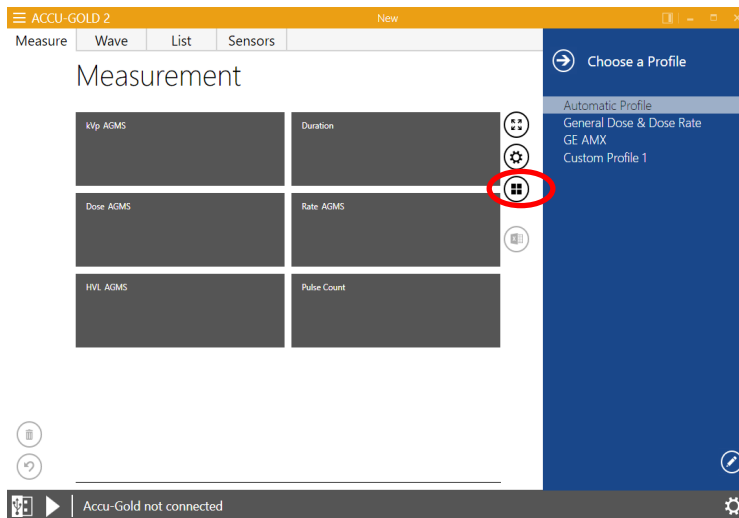 ACCU-GOLD 2
New
Measure Wave List Sensors
Measurement
kVp AGMS
Duration
Dose AGMS
Rate AGMS
HVL AGMS
Pulse Count
Choose a Profile
Automatic Profile
General Dose & Dose Rate
GE AMX
Custom Profile 1
Accu-Gold not connected